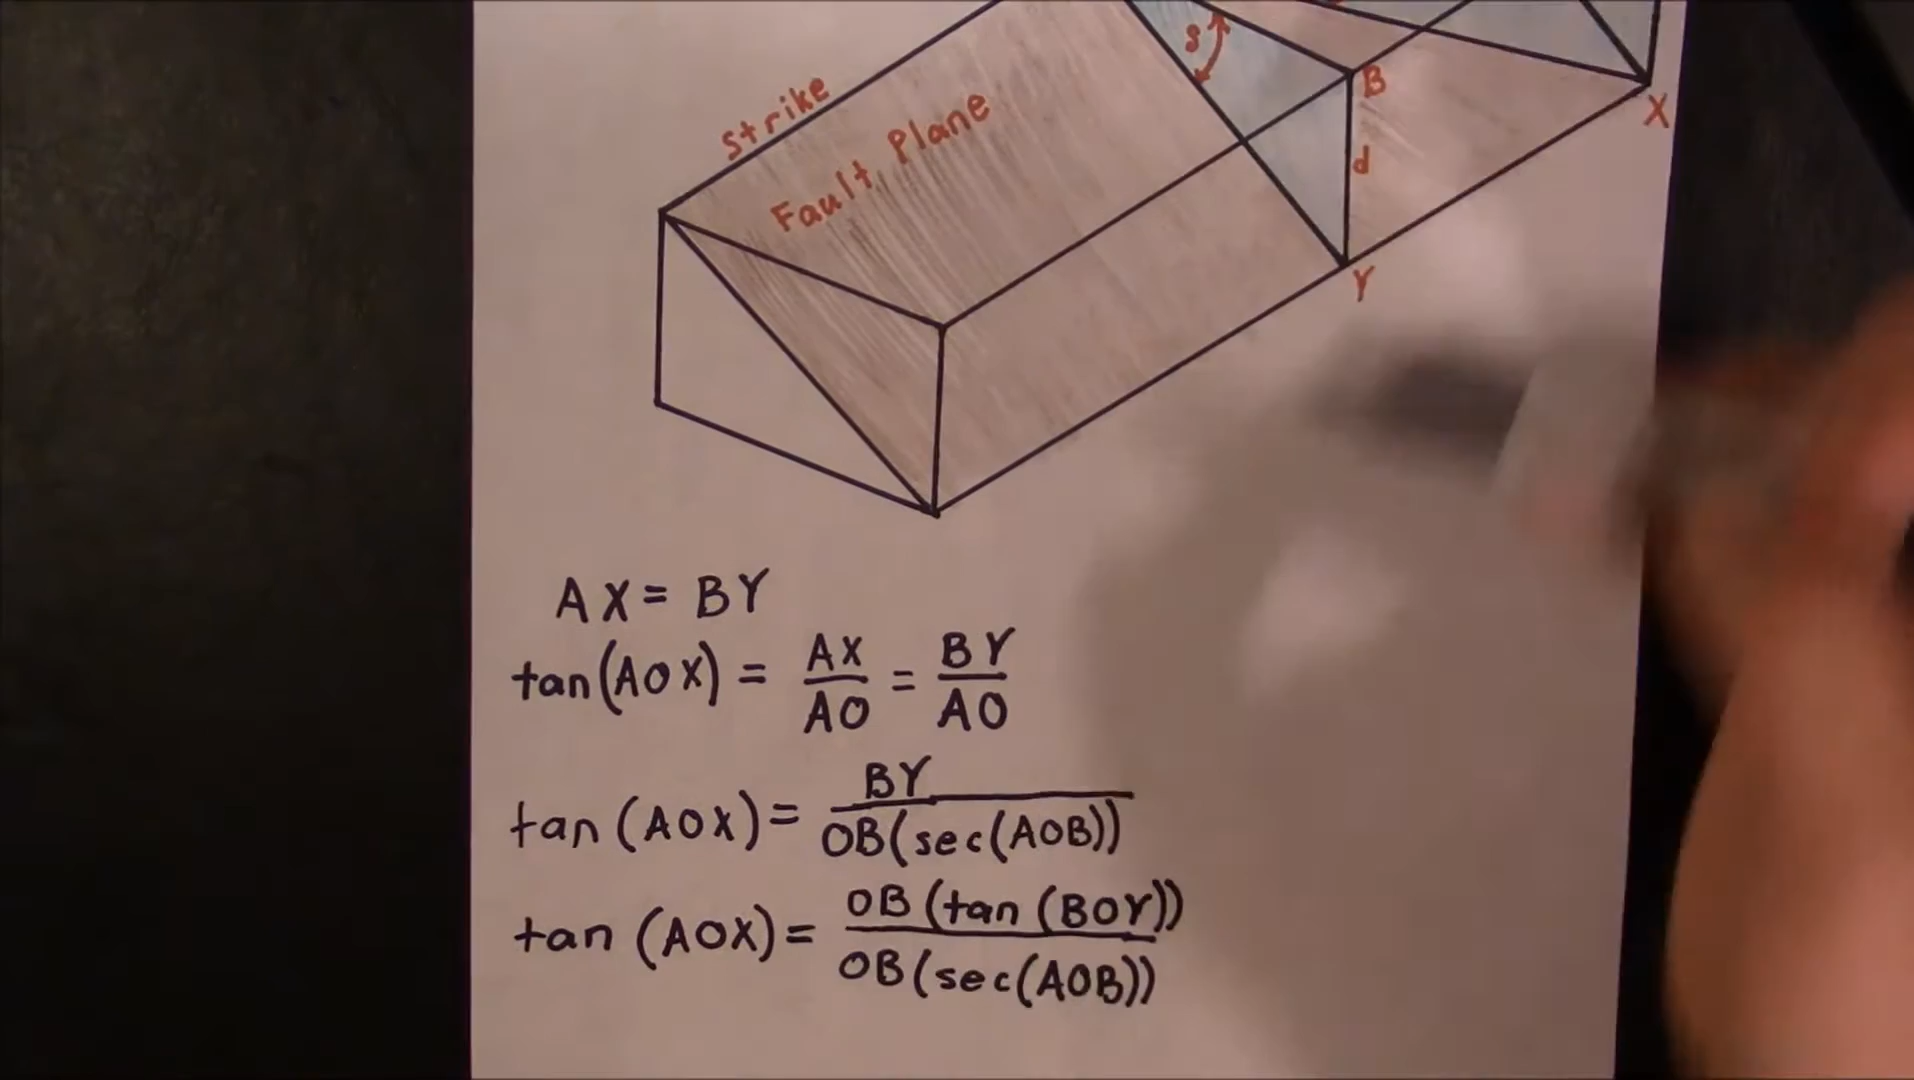 S
B
X
Strike
Fault Plane
d
Y
AX = BY
tan(AOX) = AX/AO = BY/AO
tan (AOX) = BY/OB(sec(AOB))
tan (AOX) = OB(tan(BOY))/OB(sec(AOB))